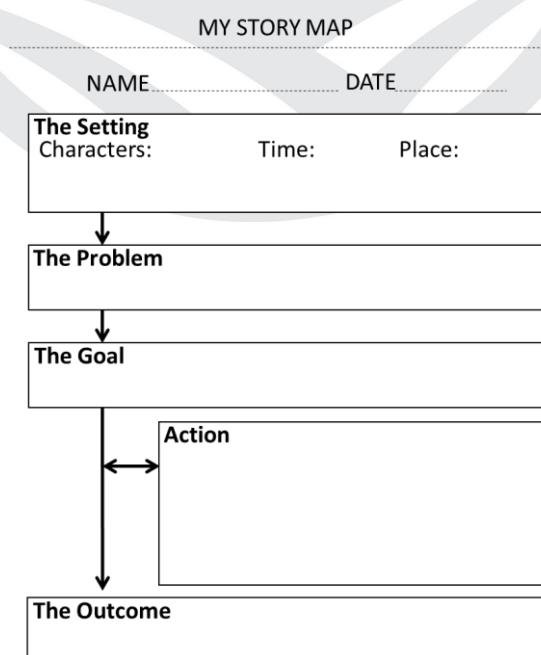 MY STORY MAP
NAME DATE
The Setting
Characters: Time: Place:
The Problem
The Goal
Action
The Outcome